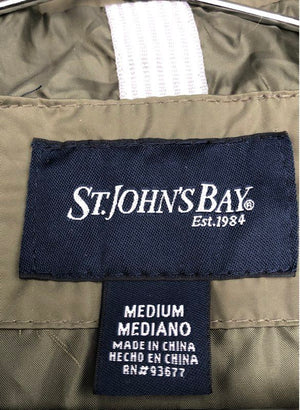 ST. JOHN'S BAY®
Est. 1984
MEDIUM
MEDIANO
MADE IN CHINA
HECHO EN CHINA
RN#93677